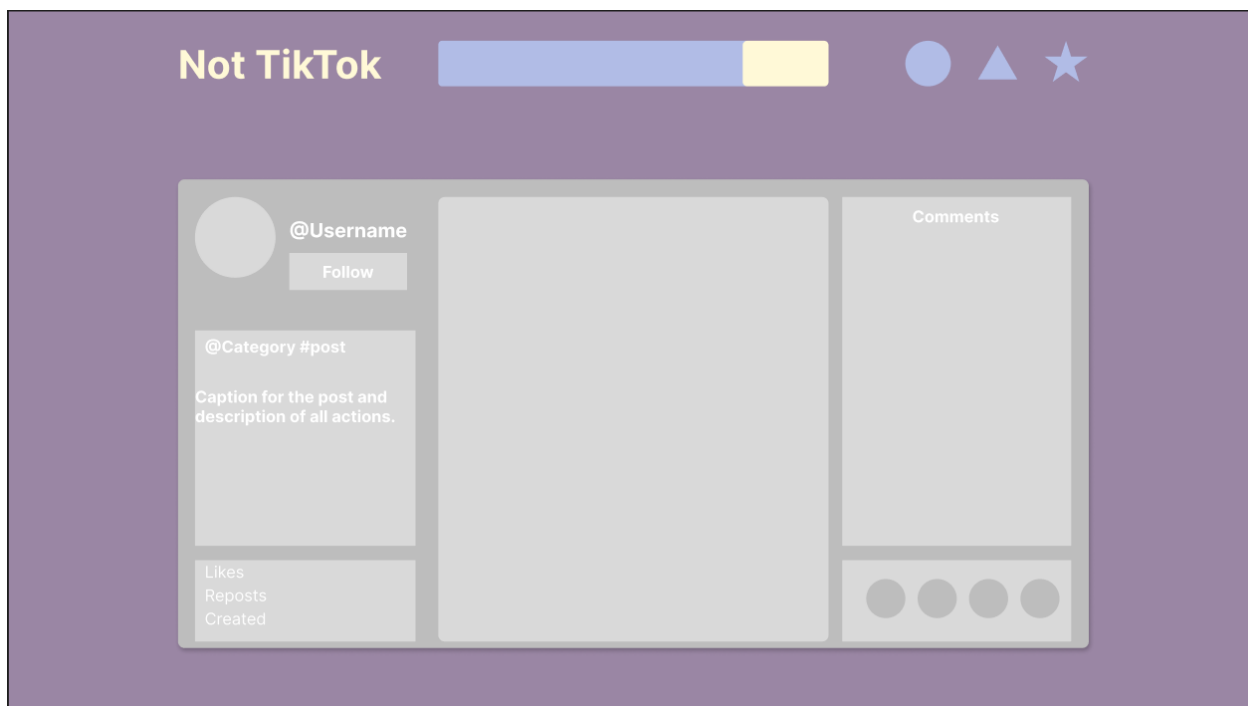 Not TikTok
@Username
Follow
@Category #post
Caption for the post and
description of all actions.
Likes
Reposts
Created
Comments